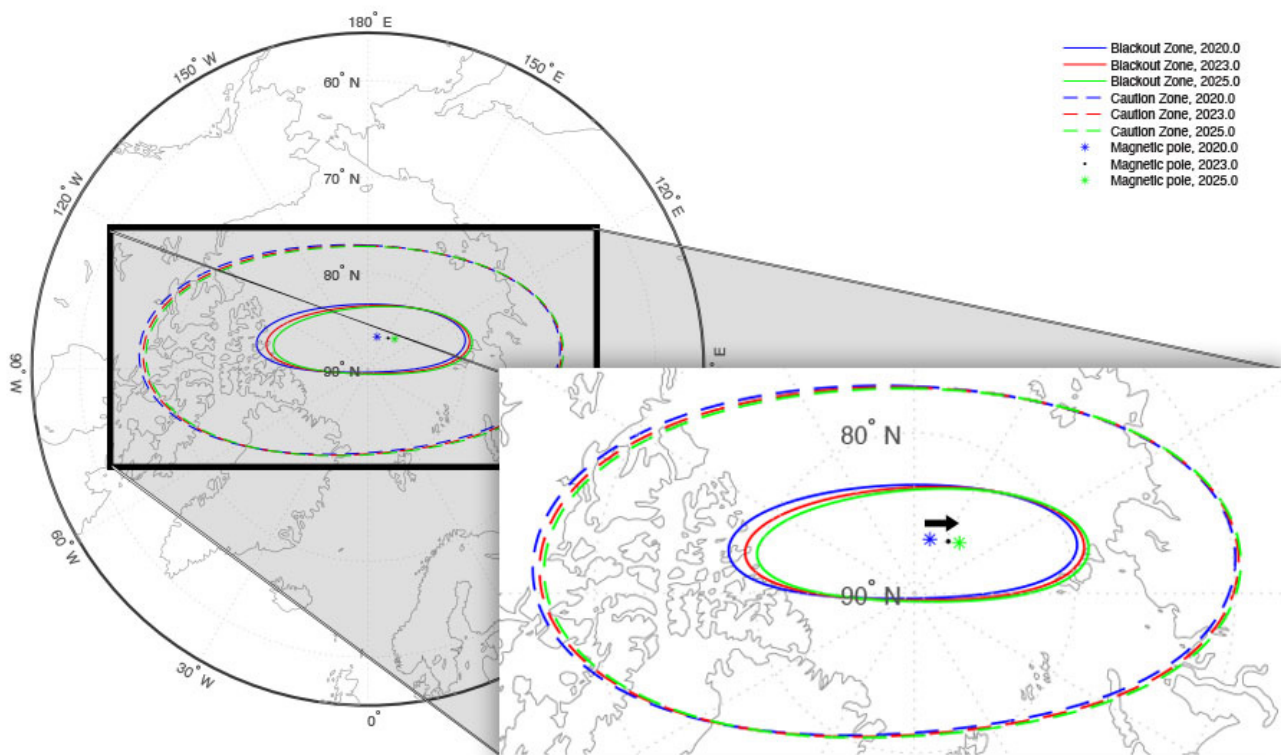 180° E
150° W
150° E
60° N
120° W
70° N
120° E
80° N
90° W
90° N
E
60° W
30° W
0°
Blackout Zone, 2020.0
Blackout Zone, 2023.0
Blackout Zone, 2025.0
Caution Zone, 2020.0
Caution Zone, 2023.0
Caution Zone, 2025.0
Magnetic pole, 2020.0
Magnetic pole, 2023.0
Magnetic pole, 2025.0
80° N
90° N